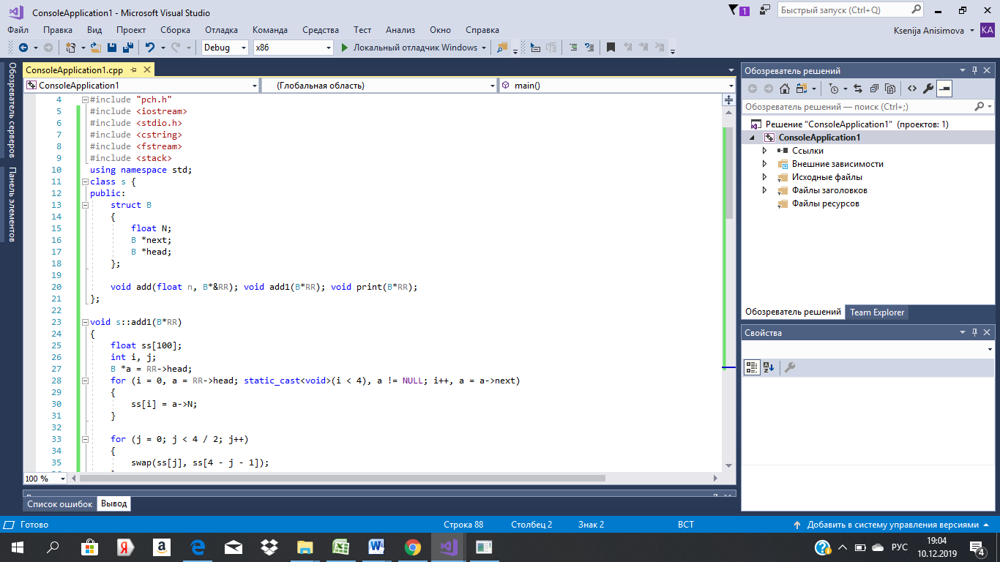 ConsoleApplication1 - Microsoft Visual Studio
1
Быстрый запуск (Ctrl+Q)
Файл Правка Вид Проект Сборка Отладка Команда Средства Тест Анализ Окно Справка
Ksenija Anisimova
KA
Debug
x86
Локальный отладчик Windows
Обозреватель серверов
Панель элементов
ConsoleApplication1.cpp
ConsoleApplication1
(Глобальная область)
main()
4 #include "pch.h"
5 #include <iostream>
6 #include <stdio.h>
7 #include <cstring>
8 #include <fstream>
9 #include <stack>
10 using namespace std;
11 class s {
12 public:
13 struct B
14 {
15 float N;
16 B *next;
17 B *head;
18 };
19
20 void add(float n, B*&RR); void add1(B*RR); void print(B*RR);
21 };
22
23 void s::add1(B*RR)
24 {
25 float ss[100];
26 int i, j;
27 B *a = RR->head;
28 for (i = 0, a = RR->head; static_cast<void>(i < 4), a != NULL; i++, a = a->next)
29 {
30 ss[i] = a->N;
31 }
32
33 for (j = 0; j < 4 / 2; j++)
34 {
35 swap(ss[j], ss[4 - j - 1]);
100 %
Список ошибок
Вывод
Обозреватель решений
Обозреватель решений — поиск (Ctrl+;)
Решение "ConsoleApplication1" (проектов: 1)
ConsoleApplication1
Ссылки
Внешние зависимости
Исходные файлы
Файлы заголовков
Файлы ресурсов
Обозреватель решений
Team Explorer
Свойства
Готово
Строка 88
Столбец 2
Знак 2
ВСТ
Добавить в систему управления версиями
РУС
19:04
10.12.2019
4